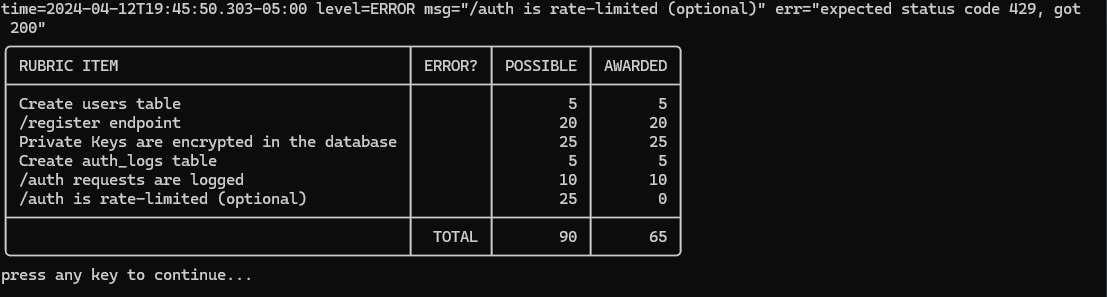 time=2024-04-12T19:45:50.303-05:00 level=ERROR msg="/auth is rate-limited (optional)" err="expected status code 429, got
200"
RUBRIC ITEM ERROR? POSSIBLE AWARDED
Create users table 5 5
/register endpoint 20 20
Private Keys are encrypted in the database 25 25
Create auth_logs table 5 5
/auth requests are logged 10 10
/auth is rate-limited (optional) 25 0
TOTAL 90 65
press any key to continue...